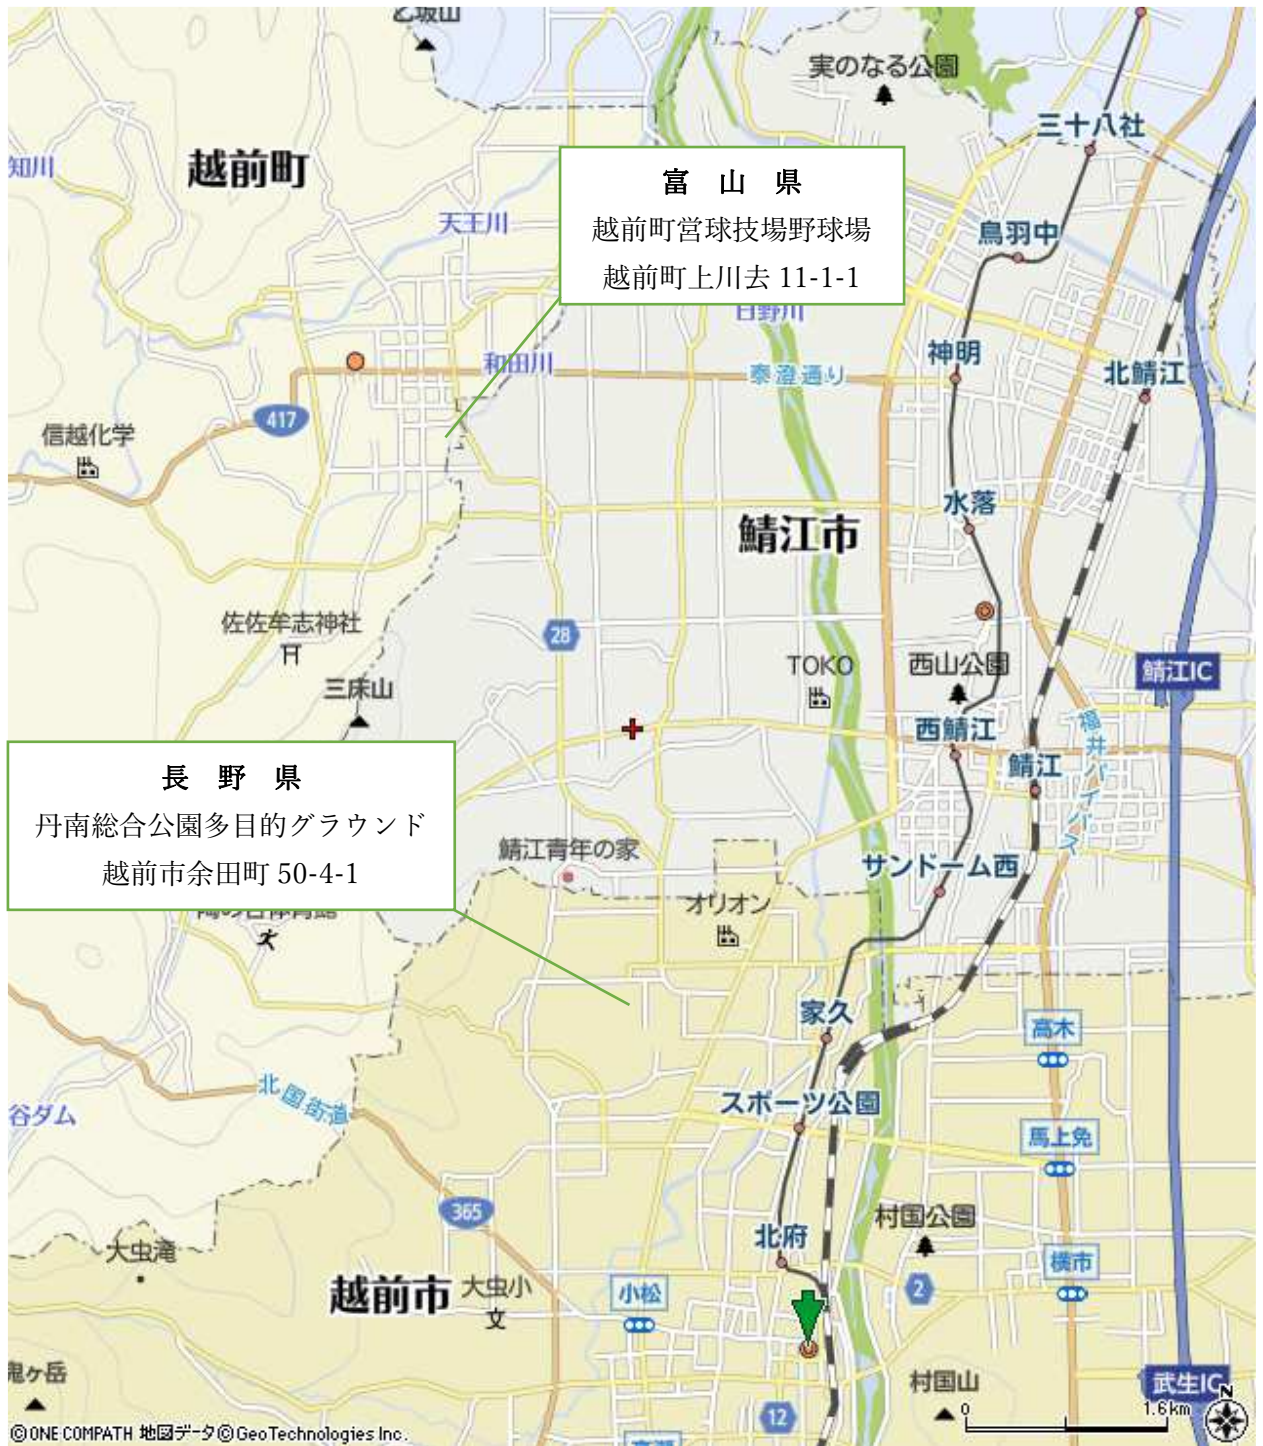 乙坂山
実のなる公園
三十八社
知川
越前町
天王川
富 山 県
越前町営球技場野球場
越前町上川去 11-1-1
鳥羽中
日野川
神明
和田川
泰澄通り
北鯖江
417
信越化学
水落
鯖江市
佐佐牟志神社
28
TOKO
西山公園
鯖江IC
三床山
西鯖江
福井バイパス
鯖江
長 野 県
丹南総合公園多目的グラウンド
越前市余田町 50-4-1
鯖江青年の家
サンドーム西
オリオン
家久
高木
北国街道
谷ダム
スポーツ公園
馬上免
365
村国公園
北府
大虫滝
横市
越前市
大虫小
文
小松
2
鬼ヶ岳
村国山
武生IC
N
0
1.6km
12
©ONE COMPATH 地図データ©GeoTechnologies Inc.